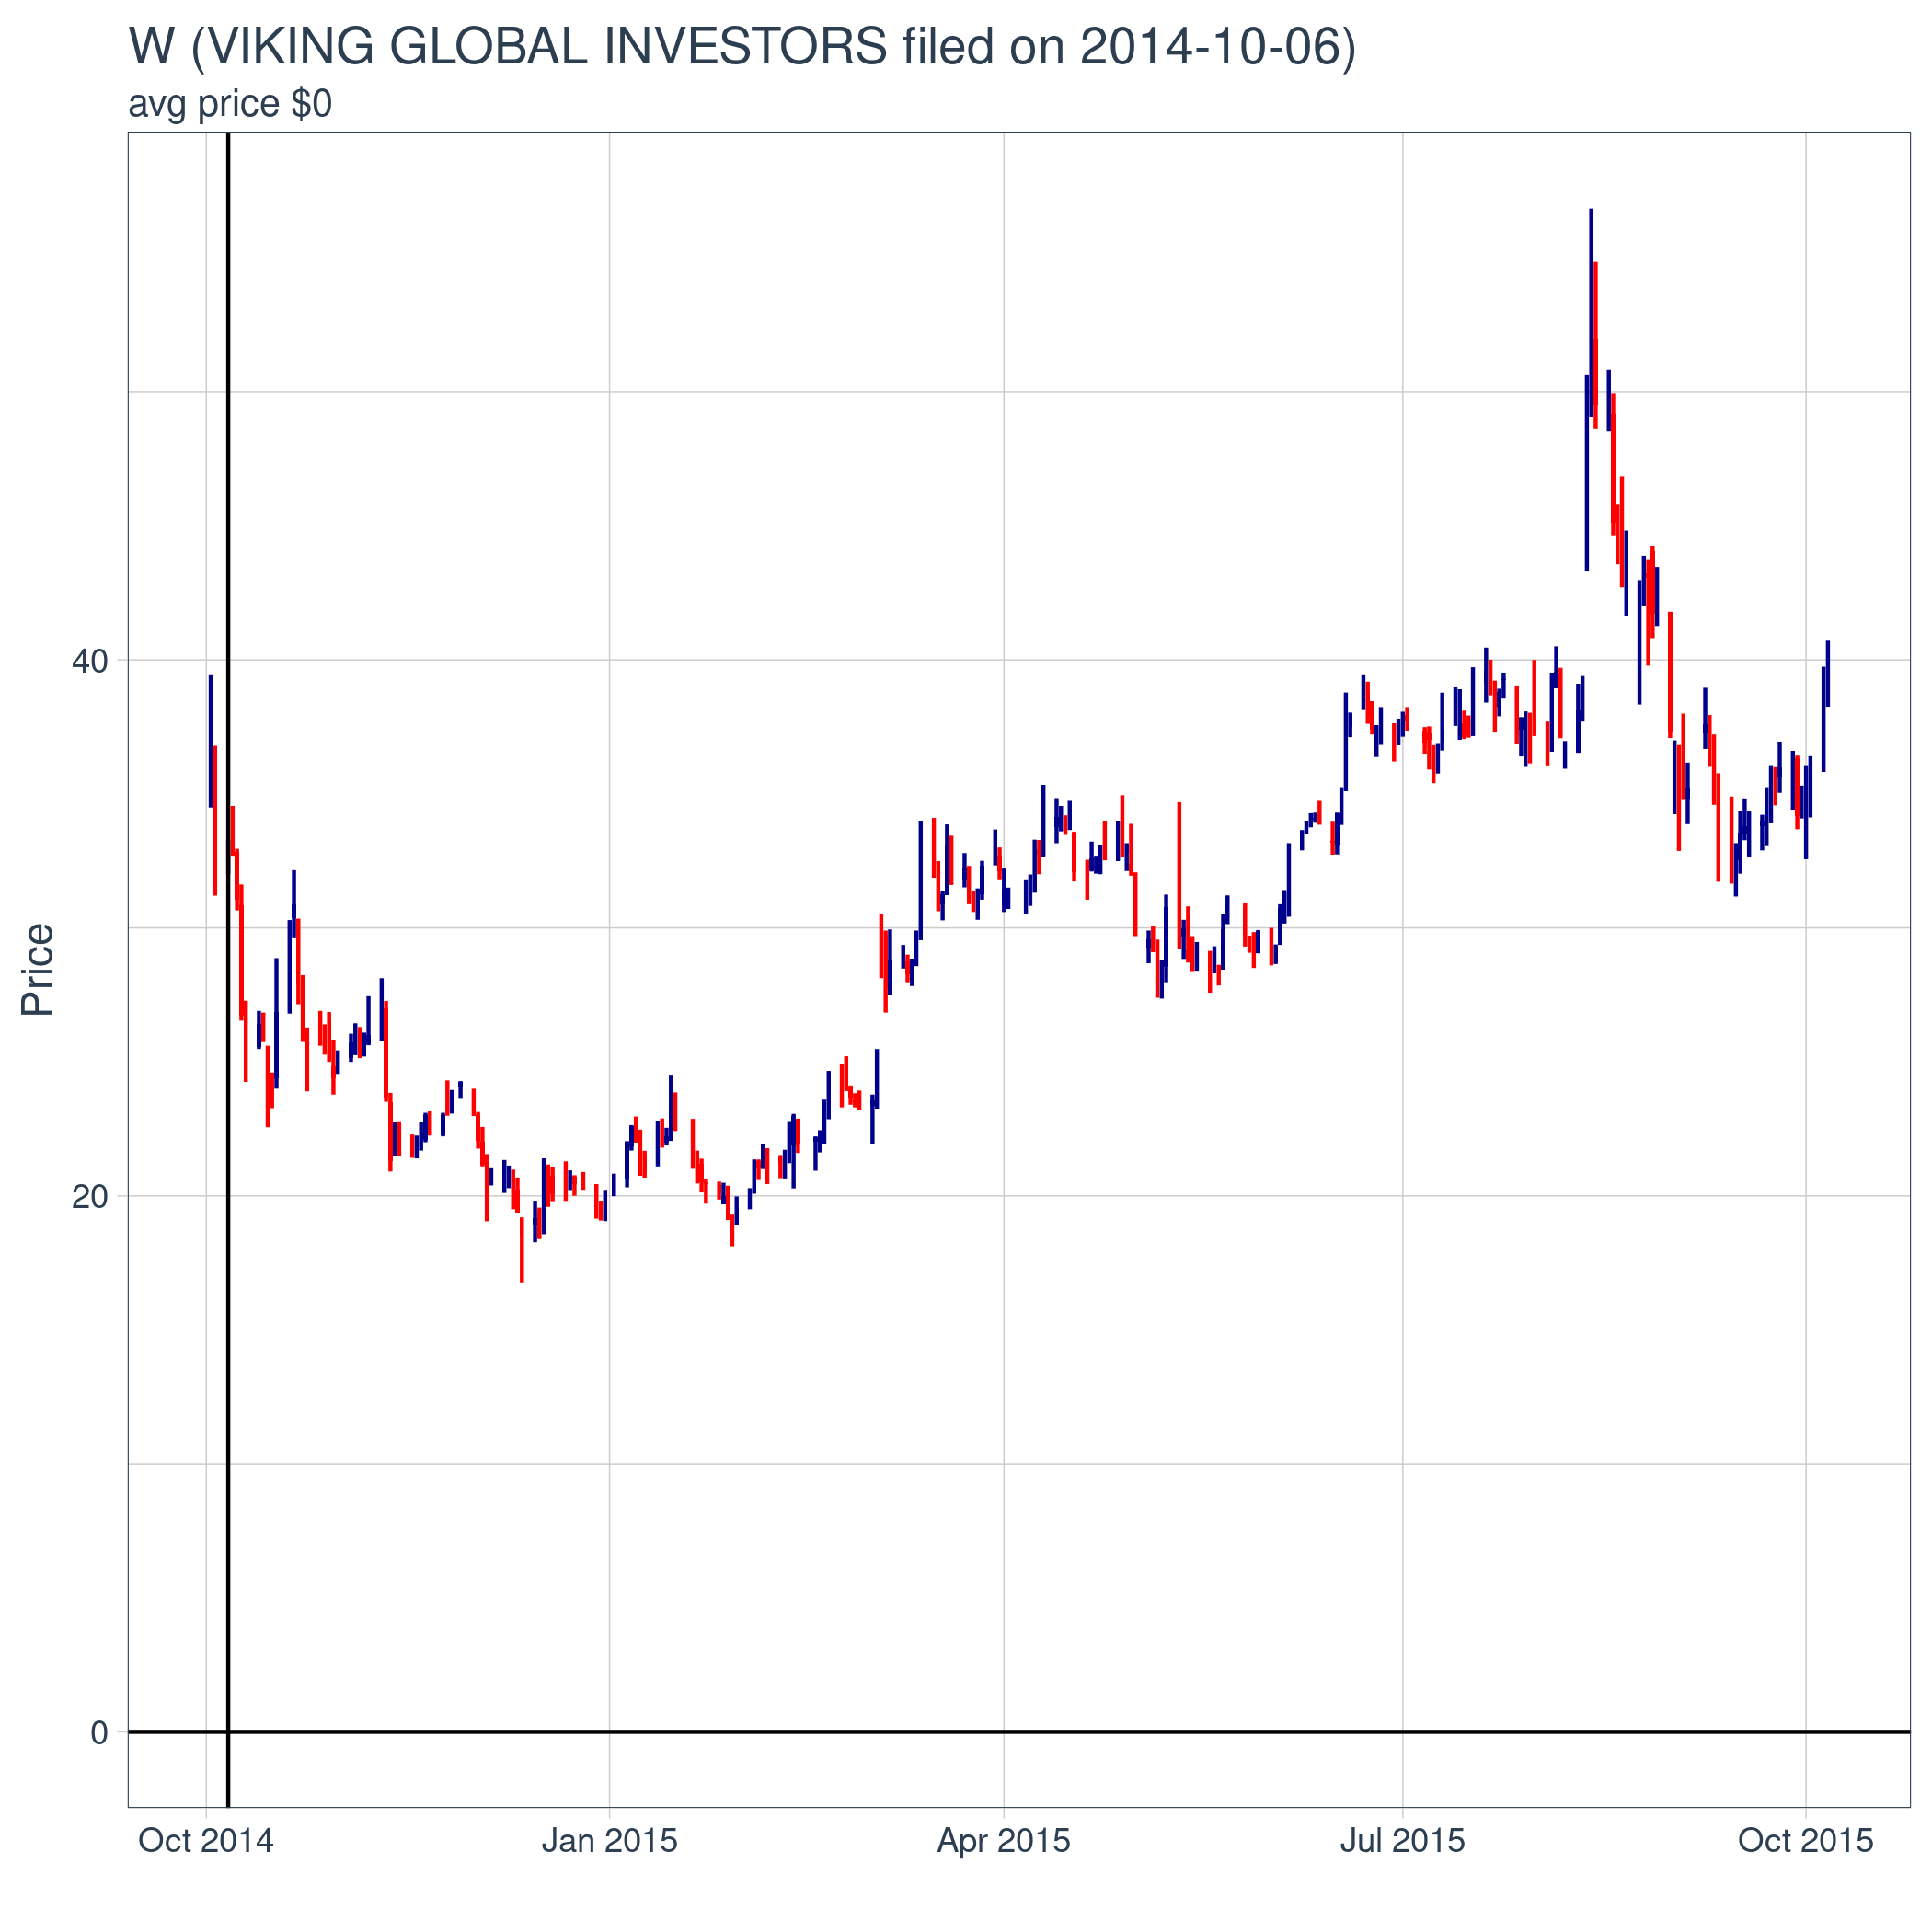 W (VIKING GLOBAL INVESTORS filed on 2014-10-06)
avg price $0
Price
40
20
0
Oct 2014
Jan 2015
Apr 2015
Jul 2015
Oct 2015